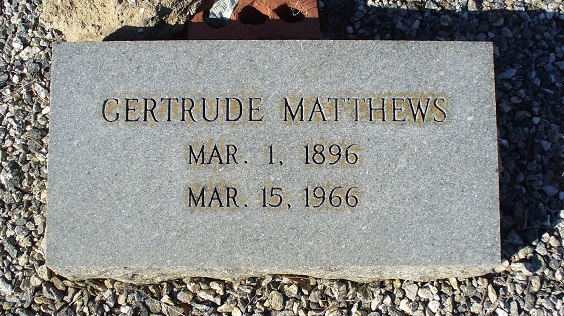 GERTRUDE MATTHEWS
MAR. 1, 1896
MAR. 15, 1966